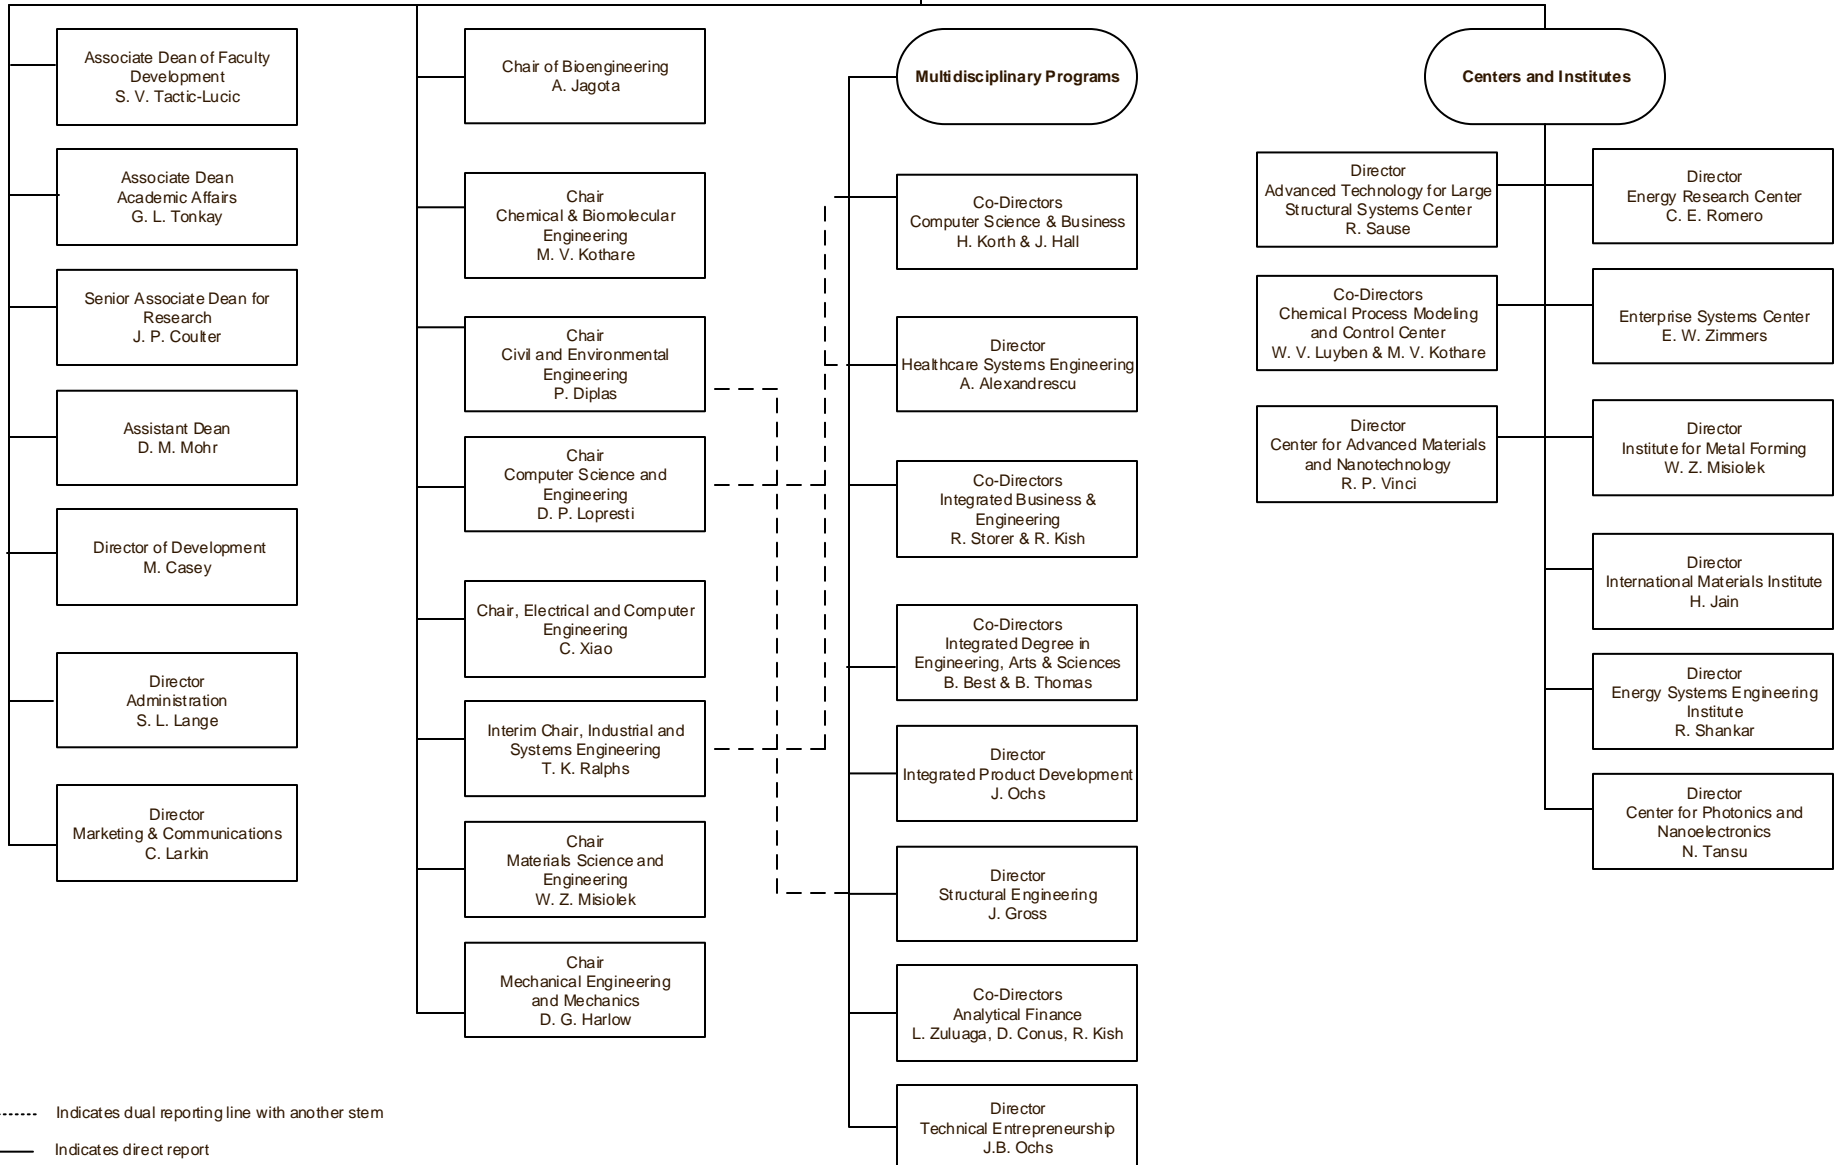 Associate Dean of Faculty
Development
S. V. Tactic-Lucic
Associate Dean
Academic Affairs
G. L. Tonkay
Senior Associate Dean for
Research
J. P. Coulter
Assistant Dean
D. M. Mohr
Director of Development
M. Casey
Director
Administration
S. L. Lange
Director
Marketing & Communications
C. Larkin
Chair of Bioengineering
A. Jagota
Chair
Chemical & Biomolecular
Engineering
M. V. Kothare
Chair
Civil and Environmental
Engineering
P. Diplas
Chair
Computer Science and
Engineering
D. P. Lopresti
Chair, Electrical and Computer
Engineering
C. Xiao
Interim Chair, Industrial and
Systems Engineering
T. K. Ralphs
Chair
Materials Science and
Engineering
W. Z. Misiolek
Chair
Mechanical Engineering
and Mechanics
D. G. Harlow
Multidisciplinary Programs
Co-Directors
Computer Science & Business
H. Korth & J. Hall
Director
Healthcare Systems Engineering
A. Alexandrescu
Co-Directors
Integrated Business &
Engineering
R. Storer & R. Kish
Co-Directors
Integrated Degree in
Engineering, Arts & Sciences
B. Best & B. Thomas
Director
Integrated Product Development
J. Ochs
Director
Structural Engineering
J. Gross
Co-Directors
Analytical Finance
L. Zuluaga, D. Conus, R. Kish
Director
Technical Entrepreneurship
J.B. Ochs
Centers and Institutes
Director
Advanced Technology for Large
Structural Systems Center
R. Sause
Co-Directors
Chemical Process Modeling
and Control Center
W. V. Luyben & M. V. Kothare
Director
Center for Advanced Materials
and Nanotechnology
R. P. Vinci
Director
Energy Research Center
C. E. Romero
Enterprise Systems Center
E. W. Zimmers
Director
Institute for Metal Forming
W. Z. Misiolek
Director
International Materials Institute
H. Jain
Director
Energy Systems Engineering
Institute
R. Shankar
Director
Center for Photonics and
Nanoelectronics
N. Tansu
Indicates dual reporting line with another stem
Indicates direct report